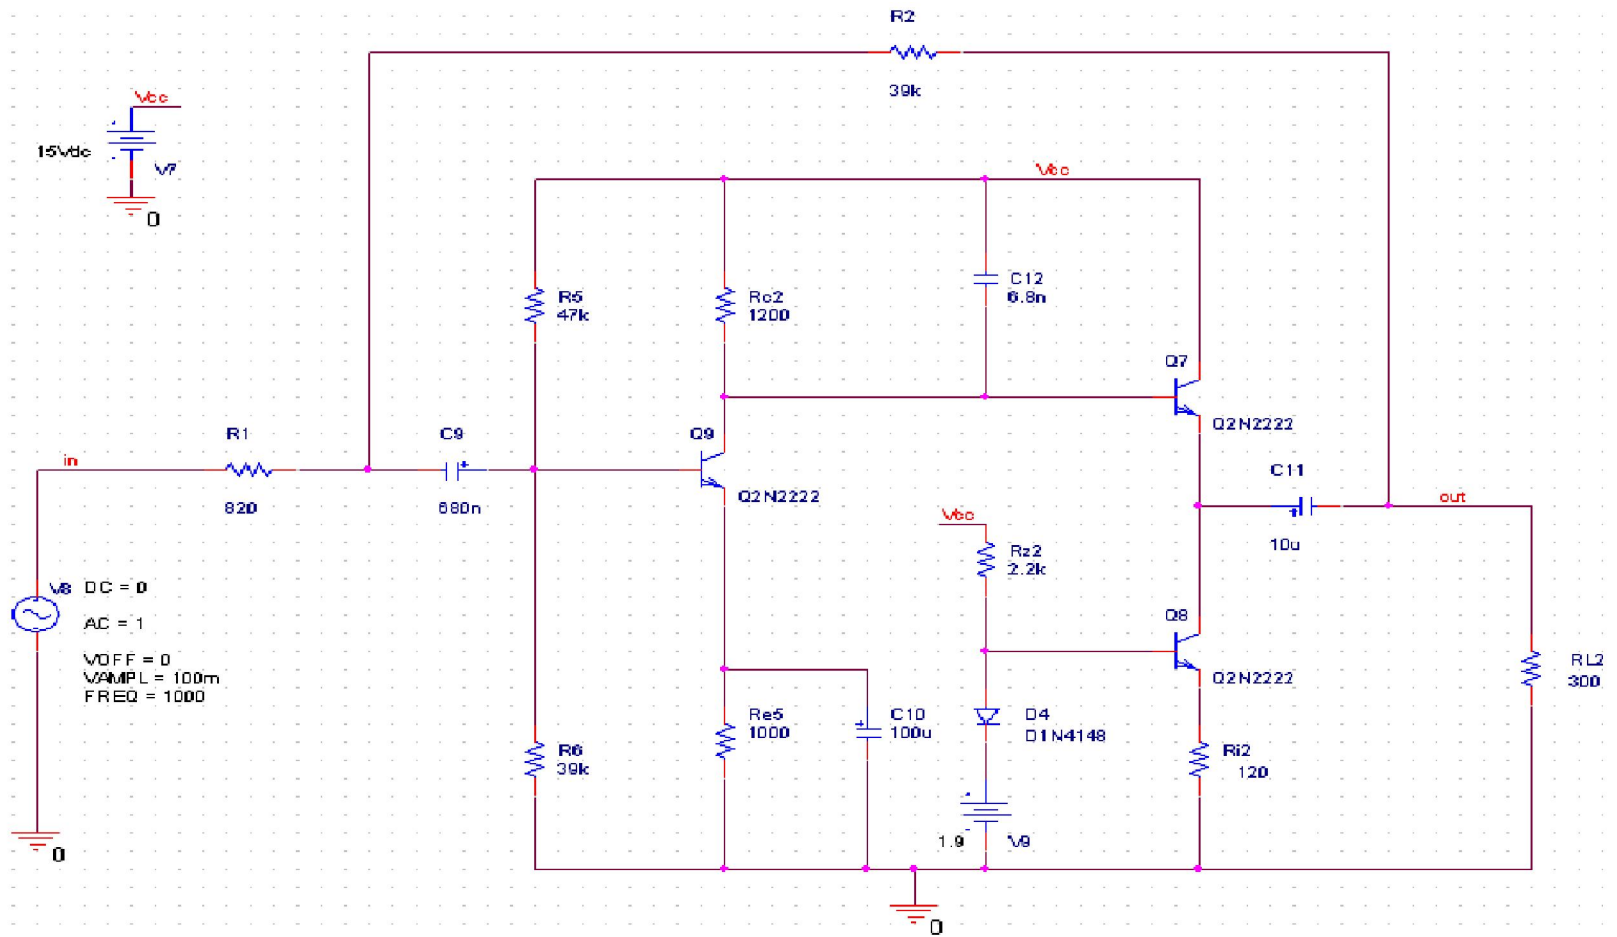 R2
39k
Vcc
15Vdc
V7
0
Vcc
R5
47k
Rc2
1200
C12
6.8n
Q7
Q2N2222
R1
in
820
C9
680n
Q9
Q2N2222
C11
out
10u
Vcc
Rz2
2.2k
V8
DC = 0
AC = 1
VOFF = 0
VAMPL = 100m
FREQ = 1000
Q8
Q2N2222
RL2
300
R6
39k
Re5
1000
C10
100u
D4
D1N4148
Ri2
120
1.9
V9
0
0